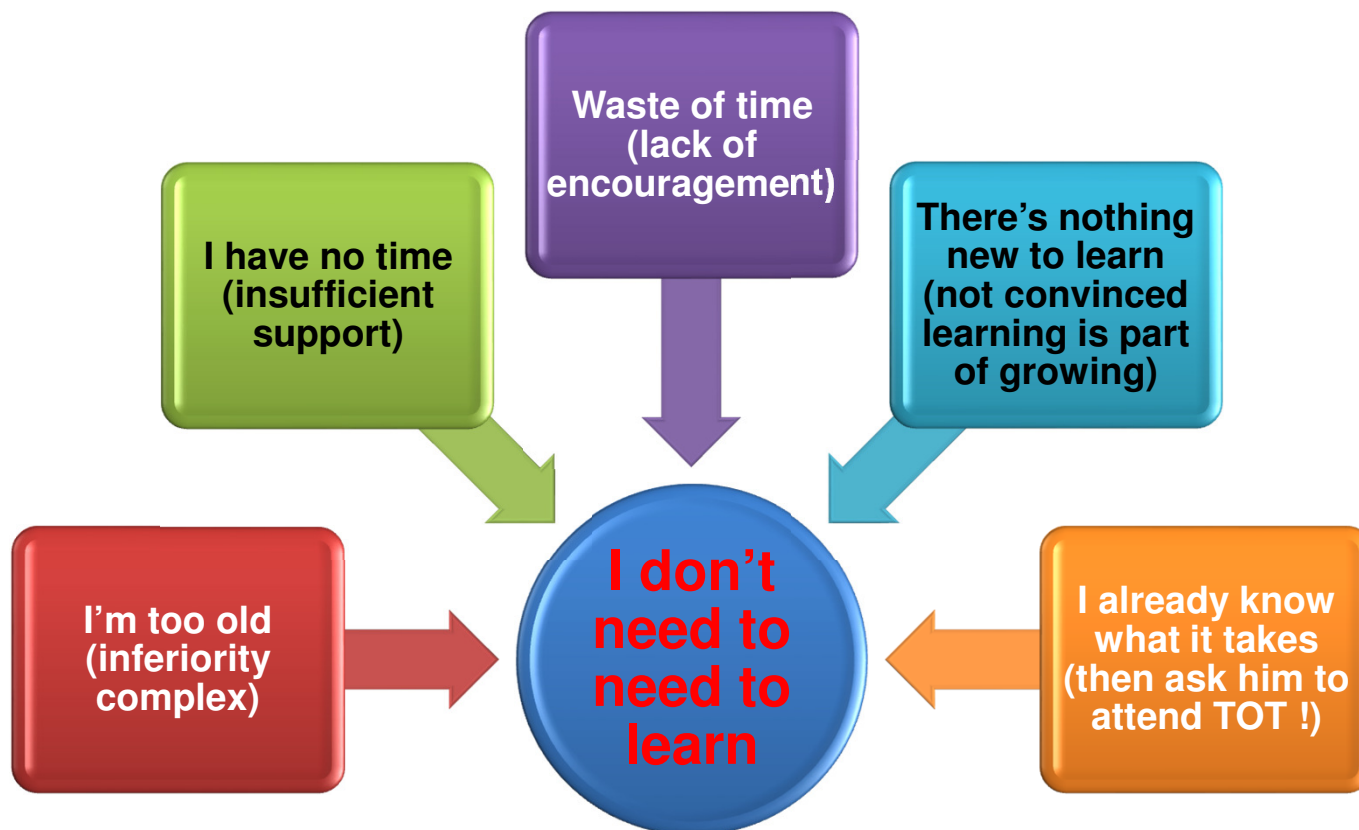 Waste of time
(lack of
encouragement)
I have no time
(insufficient
support)
There’s nothing
new to learn
(not convinced
learning is part
of growing)
I’m too old
(inferiority
complex)
I don’t
need to
need to
learn
I already know
what it takes
(then ask him to
attend TOT !)